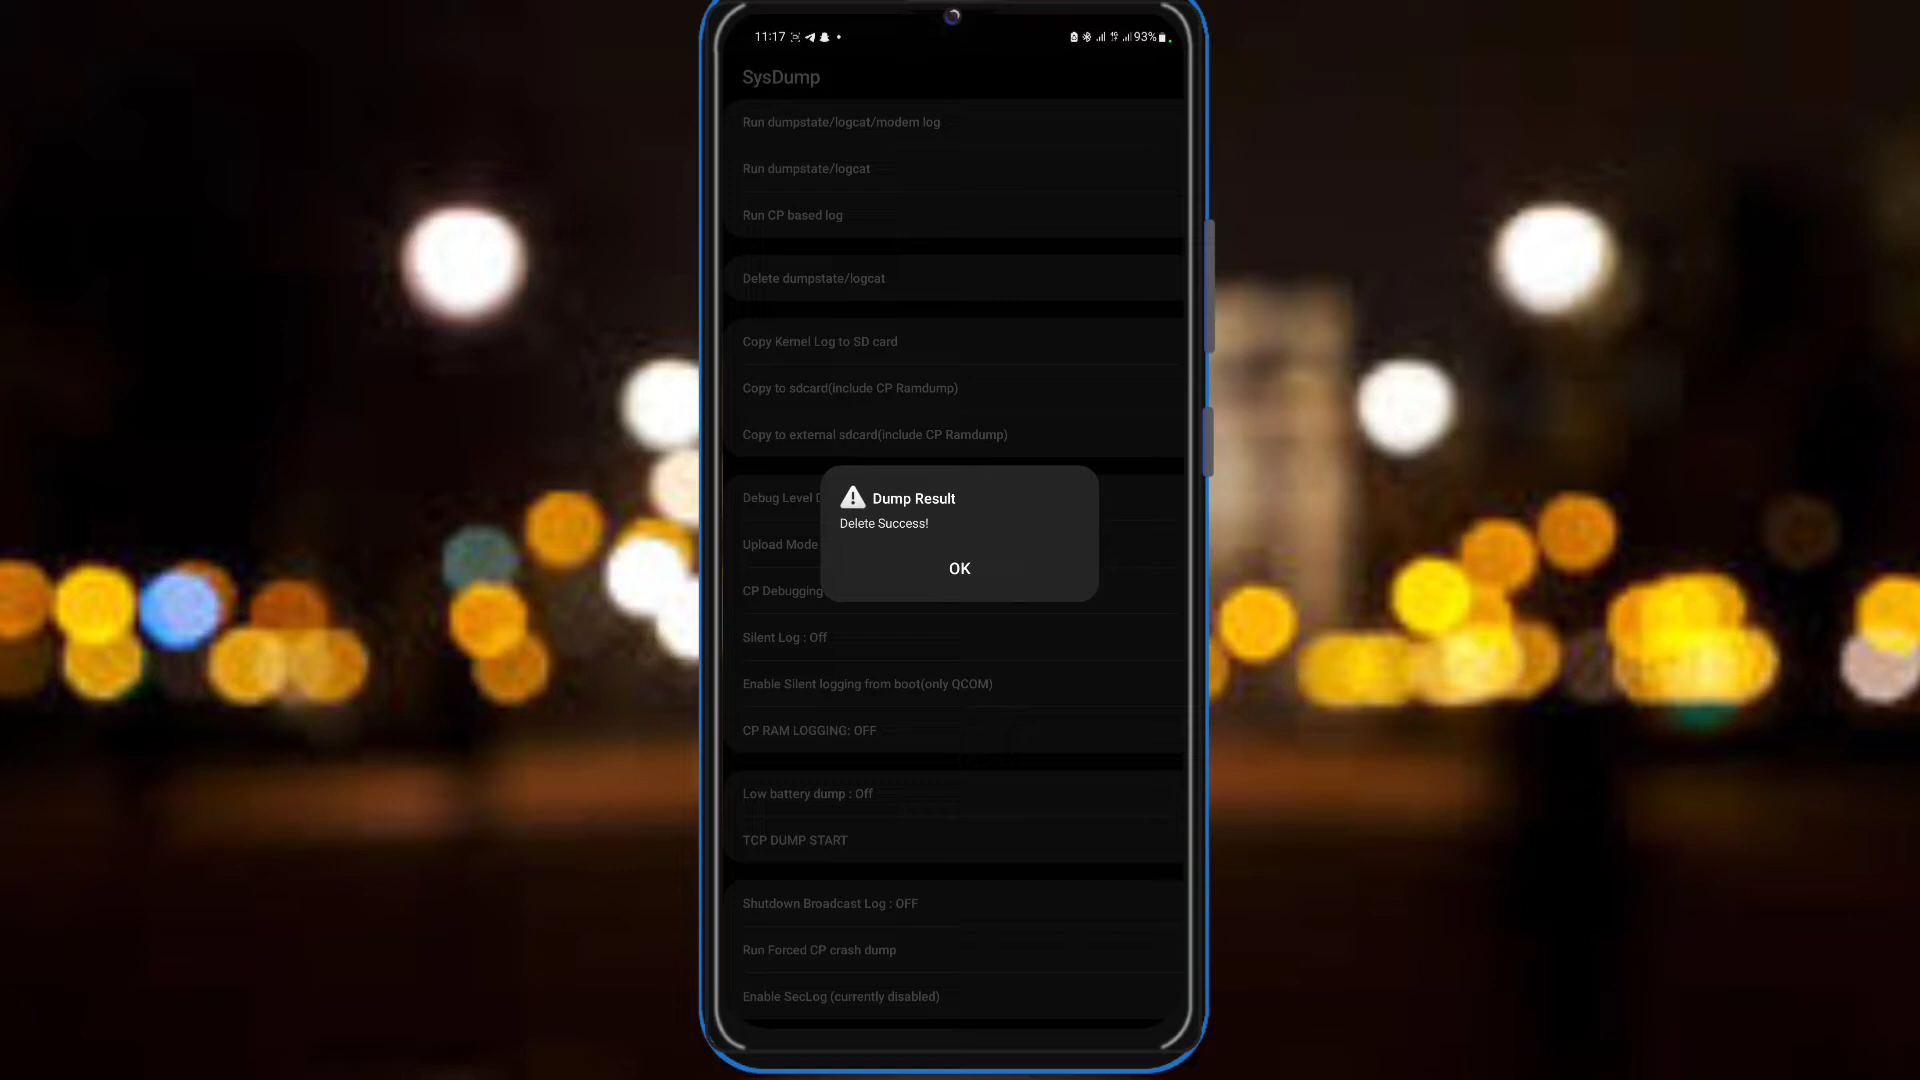 11:17
4G
93%
SysDump
Run dumpstate/logcat/modem log
Run dumpstate/logcat
Run CP based log
Delete dumpstate/logcat
Copy Kernel Log to SD card
Copy to sdcard(include CP Ramdump)
Copy to external sdcard(include CP Ramdump)
Debug Level
Dump Result
Delete Success!
Upload Mode
OK
CP Debugging
Silent Log : Off
Enable Silent logging from boot(only QCOM)
CP RAM LOGGING: OFF
Low battery dump : Off
TCP DUMP START
Shutdown Broadcast Log : OFF
Run Forced CP crash dump
Enable SecLog (currently disabled)